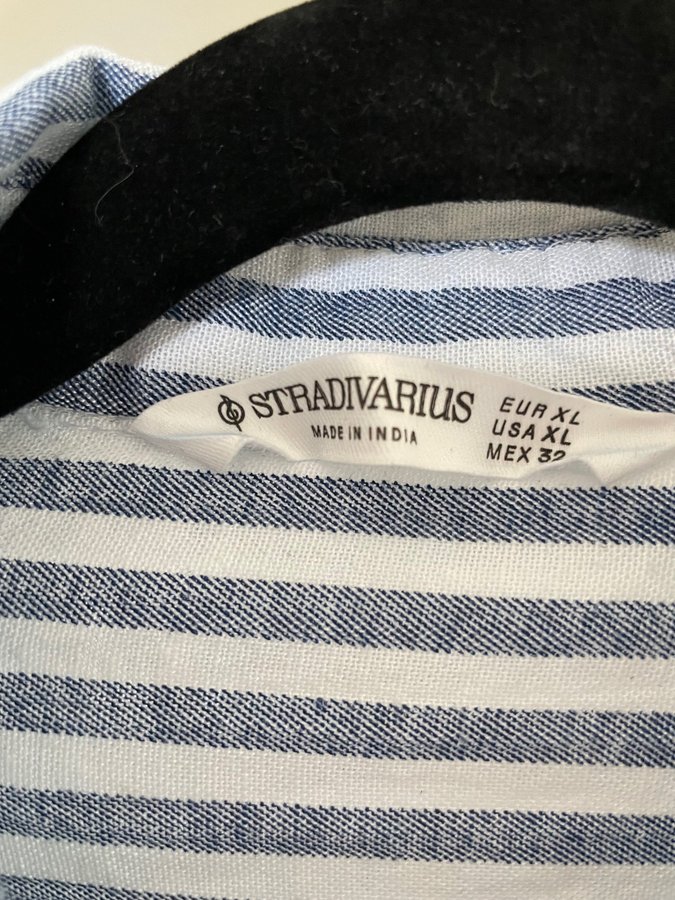 STRADIVARIUS
MADE IN INDIA
EUR XL
USA XL
MEX 32